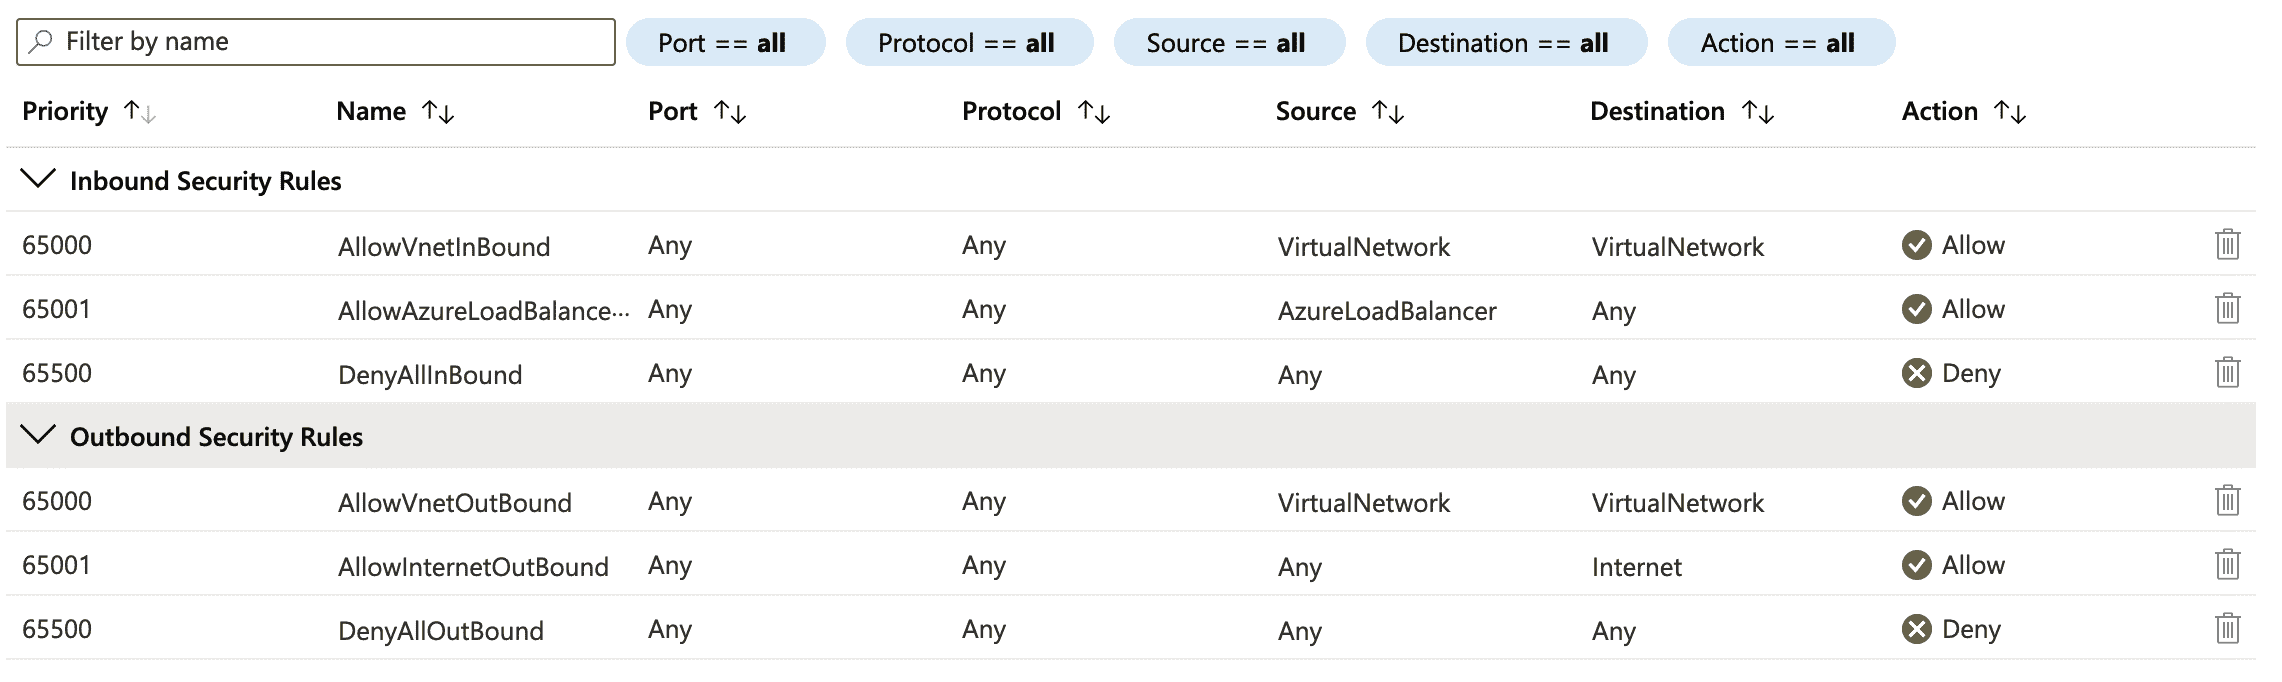 Filter by name Port == all Protocol == all Source == all Destination == all Action == all
Priority ↑↓ Name ↑↓ Port ↑↓ Protocol ↑↓ Source ↑↓ Destination ↑↓ Action ↑↓
Inbound Security Rules
65000 AllowVnetInBound Any Any VirtualNetwork VirtualNetwork Allow
65001 AllowAzureLoadBalance... Any Any AzureLoadBalancer Any Allow
65500 DenyAllInBound Any Any Any Any Deny
Outbound Security Rules
65000 AllowVnetOutBound Any Any VirtualNetwork VirtualNetwork Allow
65001 AllowInternetOutBound Any Any Any Internet Allow
65500 DenyAllOutBound Any Any Any Any Deny